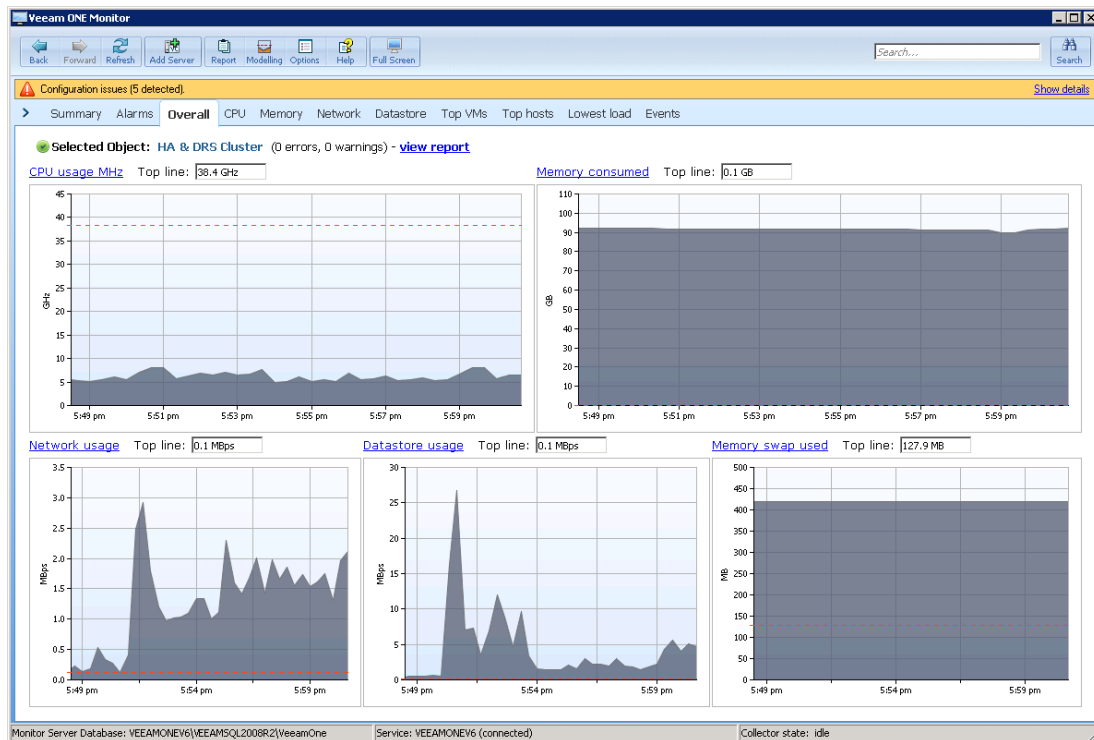 Veeam ONE Monitor
Back Forward Refresh Add Server Report Modelling Options Help Full Screen Search... Search
Configuration issues (5 detected). Show details
Summary Alarms Overall CPU Memory Network Datastore Top VMs Top hosts Lowest load Events
Selected Object: HA & DRS Cluster (0 errors, 0 warnings) - view report
CPU usage MHz Top line: 38.4 GHz
45
40
35
30
25
20
15
10
5
0
GHz
5:49 pm 5:51 pm 5:53 pm 5:55 pm 5:57 pm 5:59 pm
Memory consumed Top line: 0.1 GB
110
100
90
80
70
60
50
40
30
20
10
0
GB
5:49 pm 5:51 pm 5:53 pm 5:55 pm 5:57 pm 5:59 pm
Network usage Top line: 0.1 MBps
3.5
3.0
2.5
2.0
1.5
1.0
0.5
0.0
MBps
5:49 pm 5:54 pm 5:59 pm
Datastore usage Top line: 0.1 MBps
30
25
20
15
10
5
0
MBps
5:49 pm 5:54 pm 5:59 pm
Memory swap used Top line: 127.9 MB
500
450
400
350
300
250
200
150
100
50
0
MB
5:49 pm 5:54 pm 5:59 pm
Monitor Server Database: VEEAMONEV6\VEEAMSQL2008R2\VeeamOne Service: VEEAMONEV6 (connected) Collector state: idle